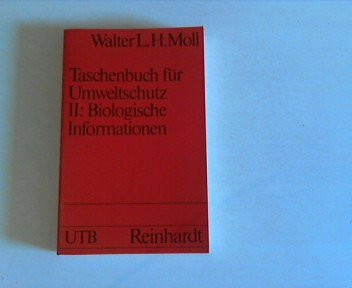 Walter L. H. Moll
Taschenbuch für
Umweltschutz
II: Biologische
Informationen
UTB Reinhardt